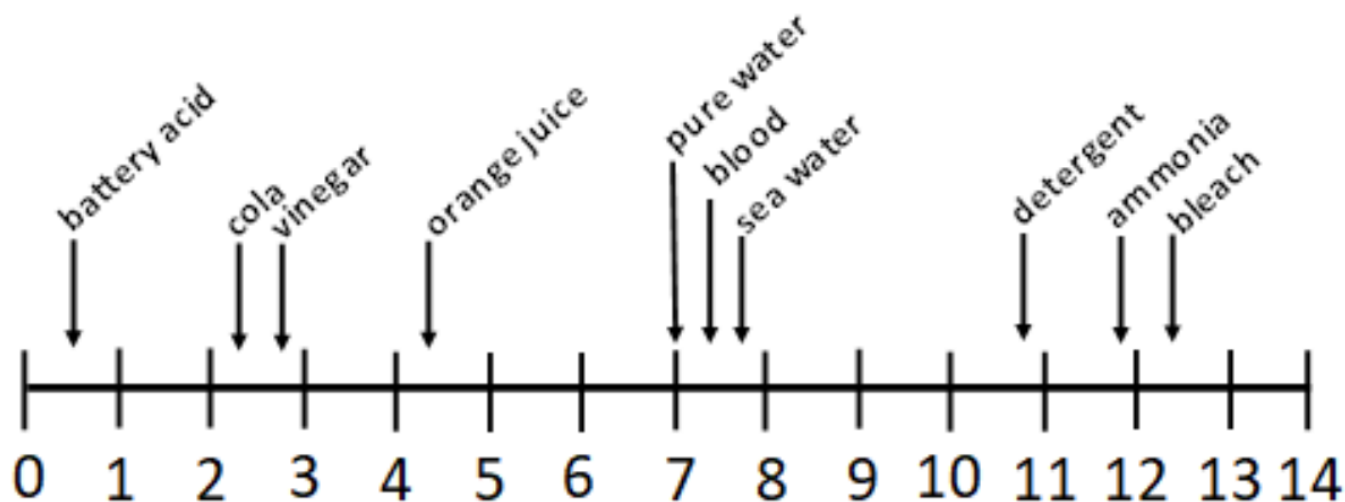 battery acid
cola
vinegar
orange juice
pure water
blood
sea water
detergent
ammonia
bleach
0 1 2 3 4 5 6 7 8 9 10 11 12 13 14